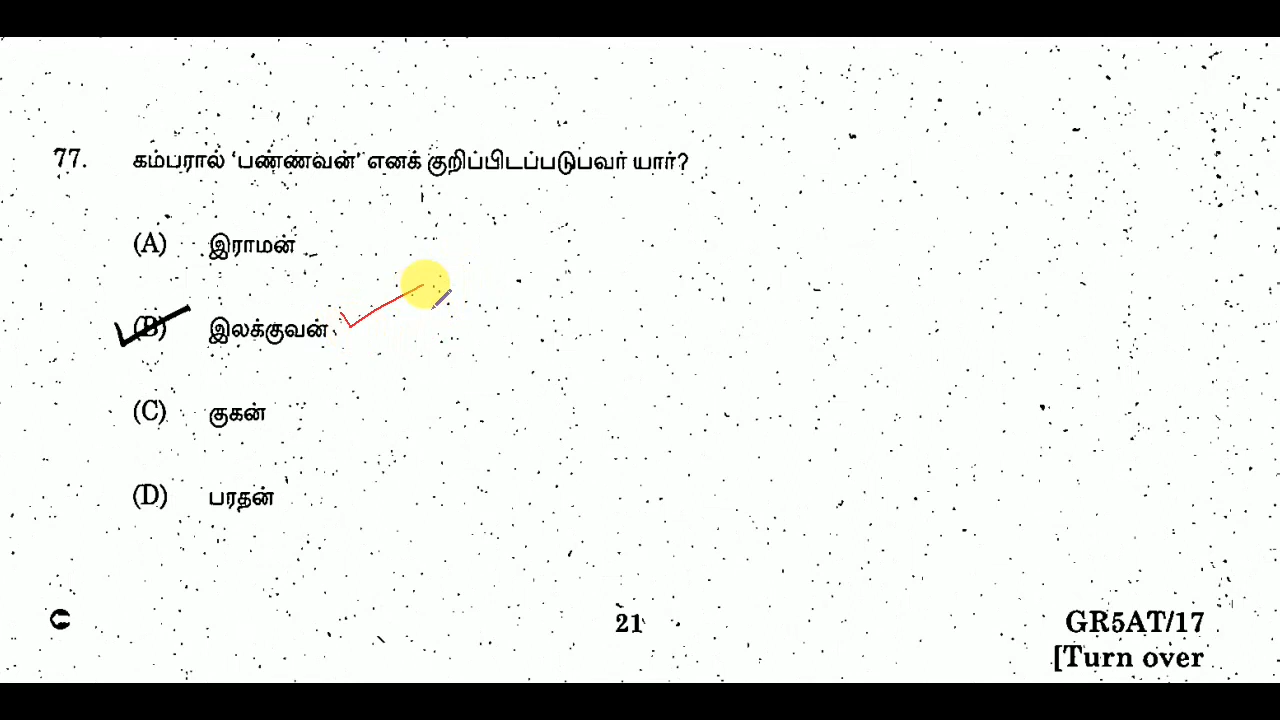 77. கம்பரால் ‘பண்ணவன்’ எனக் குறிப்பிடப்படுபவர் யார்?
(A) இராமன்
(B) இலக்குவன்
(C) குகன்
(D) பரதன்
21
GR5AT/17
[Turn over